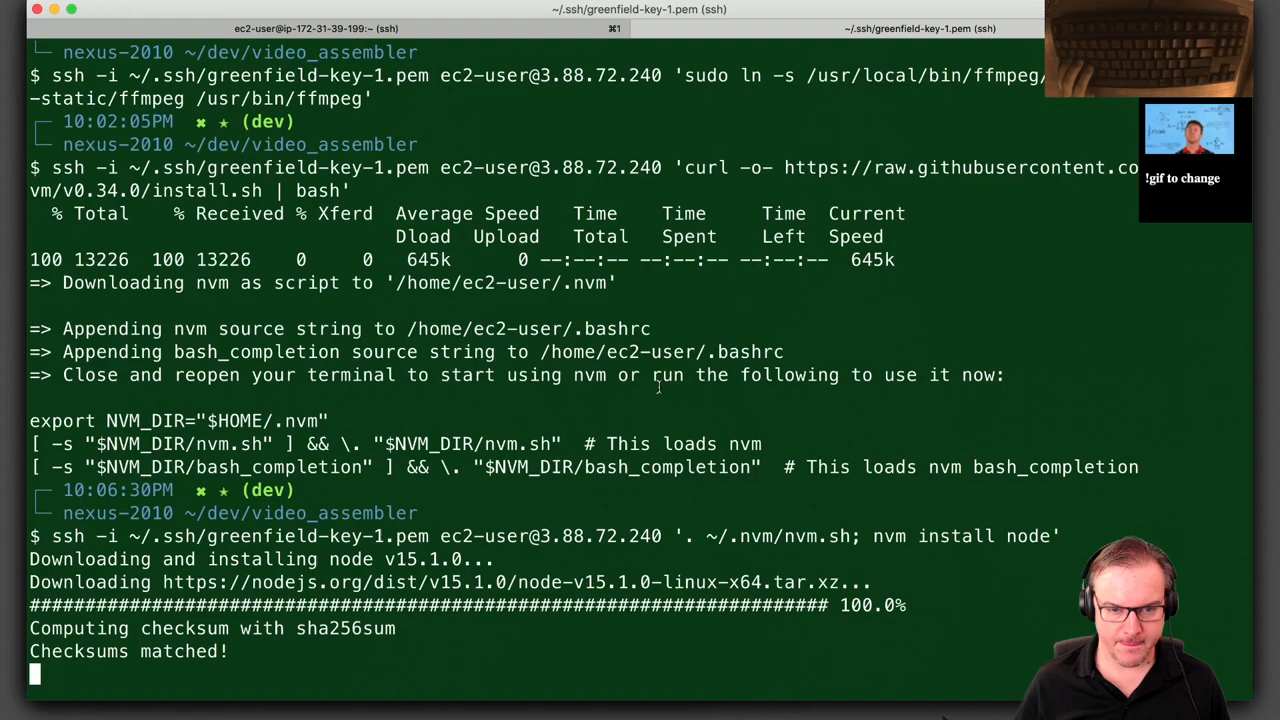 ~/.ssh/greenfield-key-1.pem (ssh)
ec2-user@ip-172-31-39-199:~ (ssh)
⌘1
~/.ssh/greenfield-key-1.pem (ssh)
nexus-2010 ~/dev/video_assembler
$ ssh -i ~/.ssh/greenfield-key-1.pem ec2-user@3.88.72.240 'sudo ln -s /usr/local/bin/ffmpeg/
-static/ffmpeg /usr/bin/ffmpeg'
10:02:05PM ✖ ★ (dev)
nexus-2010 ~/dev/video_assembler
$ ssh -i ~/.ssh/greenfield-key-1.pem ec2-user@3.88.72.240 'curl -o- https://raw.githubusercontent.co
vm/v0.34.0/install.sh | bash'
% Total % Received % Xferd Average Speed Time Time Time Current
Dload Upload Total Spent Left Speed
100 13226 100 13226 0 0 645k 0 --:--:-- --:--:-- --:--:-- 645k
=> Downloading nvm as script to '/home/ec2-user/.nvm'
=> Appending nvm source string to /home/ec2-user/.bashrc
=> Appending bash_completion source string to /home/ec2-user/.bashrc
=> Close and reopen your terminal to start using nvm or run the following to use it now:
export NVM_DIR="$HOME/.nvm"
[ -s "$NVM_DIR/nvm.sh" ] && \. "$NVM_DIR/nvm.sh" # This loads nvm
[ -s "$NVM_DIR/bash_completion" ] && \. "$NVM_DIR/bash_completion" # This loads nvm bash_completion
10:06:30PM ✖ ★ (dev)
nexus-2010 ~/dev/video_assembler
$ ssh -i ~/.ssh/greenfield-key-1.pem ec2-user@3.88.72.240 '. ~/.nvm/nvm.sh; nvm install node'
Downloading and installing node v15.1.0...
Downloading https://nodejs.org/dist/v15.1.0/node-v15.1.0-linux-x64.tar.xz...
######################################################################## 100.0%
Computing checksum with sha256sum
Checksums matched!
!gif to change